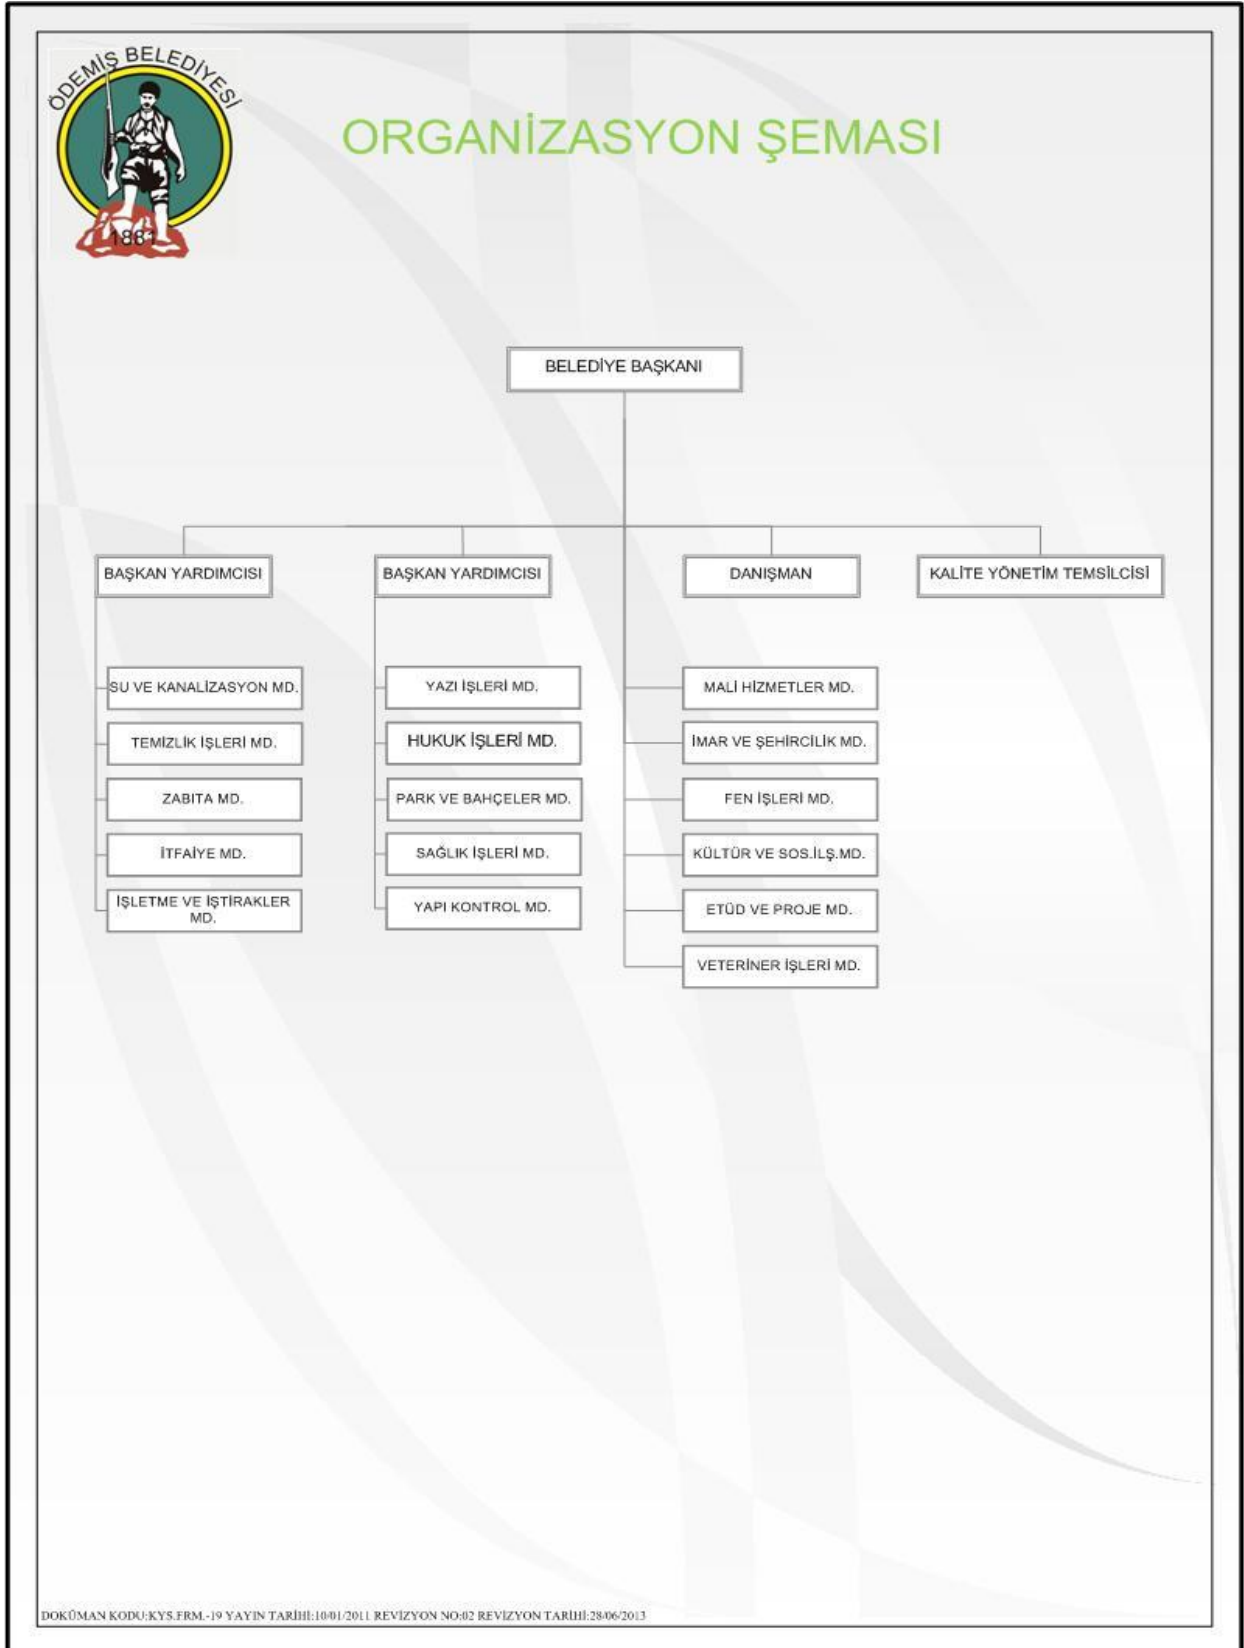 ÖDEMİŞ BELEDİYESİ
1881
ORGANİZASYON ŞEMASI
BELEDİYE BAŞKANI
BAŞKAN YARDIMCISI
BAŞKAN YARDIMCISI
DANIŞMAN
KALİTE YÖNETİM TEMSİLCİSİ
SU VE KANALİZASYON MD.
YAZI İŞLERİ MD.
MALİ HİZMETLER MD.
TEMİZLİK İŞLERİ MD.
HUKUK İŞLERİ MD.
İMAR VE ŞEHİRCİLİK MD.
ZABITA MD.
PARK VE BAHÇELER MD.
FEN İŞLERİ MD.
İTFAİYE MD.
SAĞLIK İŞLERİ MD.
KÜLTÜR VE SOS.İLŞ.MD.
İŞLETME VE İŞTİRAKLER
MD.
YAPI KONTROL MD.
ETÜD VE PROJE MD.
VETERİNER İŞLERİ MD.
DOKÜMAN KODU:KYS.FRM.-19 YAYIN TARİHİ:10/01/2011 REVİZYON NO:02 REVİZYON TARİHİ:28/06/2013